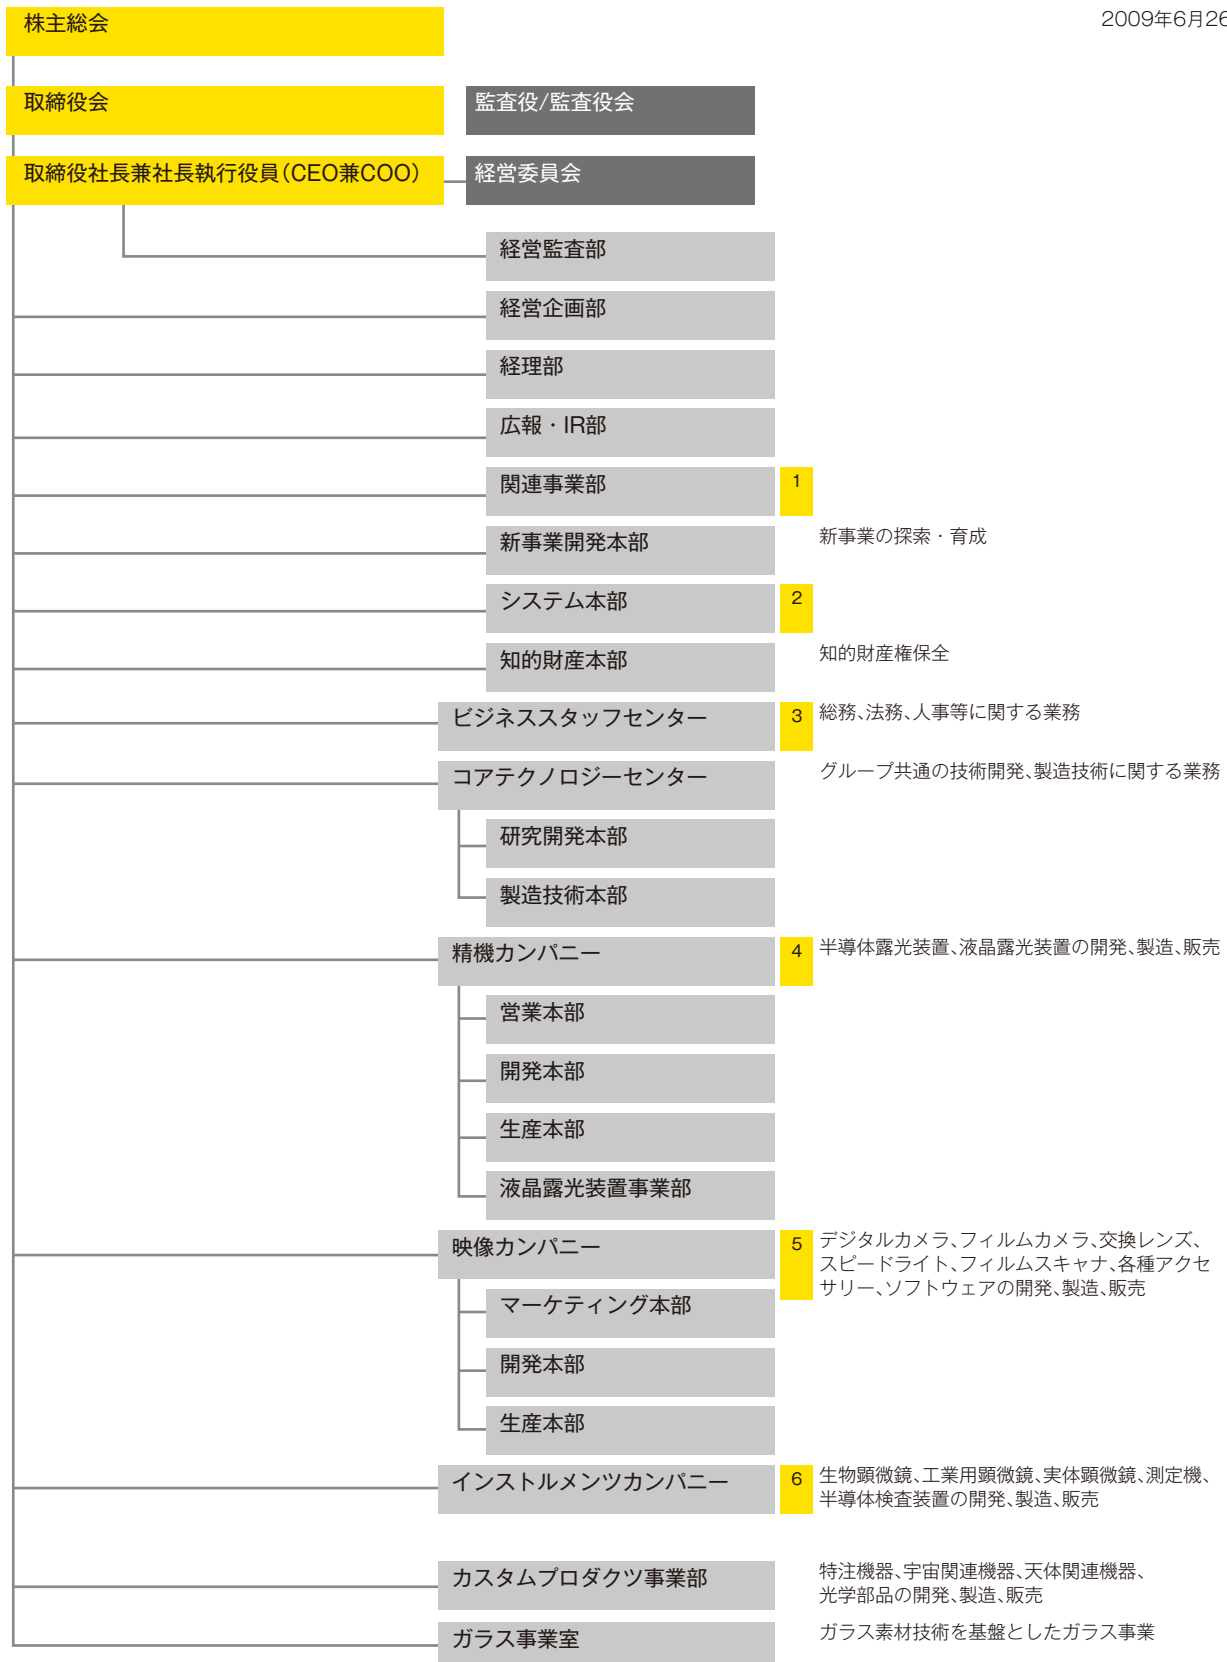 株主総会
2009年6月26
取締役会
監査役/監査役会
取締役社長兼社長執行役員(CEO兼COO)
経営委員会
経営監査部
経営企画部
経理部
広報・IR部
関連事業部
1
新事業開発本部
新事業の探索・育成
システム本部
2
知的財産本部
知的財産権保全
ビジネススタッフセンター
3
総務、法務、人事等に関する業務
コアテクノロジーセンター
グループ共通の技術開発、製造技術に関する業務
研究開発本部
製造技術本部
精機カンパニー
4
半導体露光装置、液晶露光装置の開発、製造、販売
営業本部
開発本部
生産本部
液晶露光装置事業部
映像カンパニー
5
デジタルカメラ、フィルムカメラ、交換レンズ、
スピードライト、フィルムスキャナ、各種アクセ
サリー、ソフトウェアの開発、製造、販売
マーケティング本部
開発本部
生産本部
インストルメンツカンパニー
6
生物顕微鏡、工業用顕微鏡、実体顕微鏡、測定機、
半導体検査装置の開発、製造、販売
カスタムプロダクツ事業部
特注機器、宇宙関連機器、天体関連機器、
光学部品の開発、製造、販売
ガラス事業室
ガラス素材技術を基盤としたガラス事業